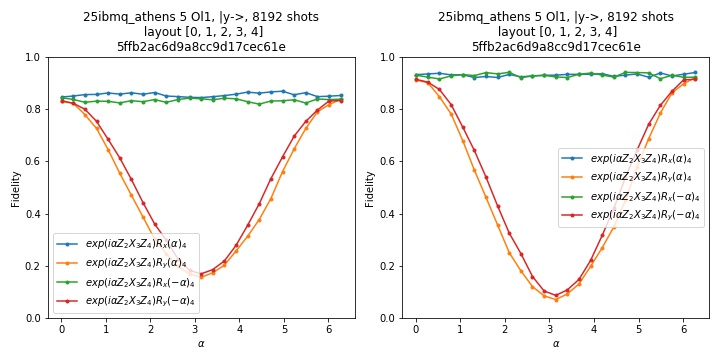 25ibmq_athens 5 Ol1, |y->, 8192 shots
layout [0, 1, 2, 3, 4]
5ffb2ac6d9a8cc9d17cec61e
1.0
0.8
0.6
0.4
0.2
0.0
Fidelity
exp(iαZ₂X₃Z₄)Rₓ(α)₄
exp(iαZ₂X₃Z₄)Rᵧ(α)₄
exp(iαZ₂X₃Z₄)Rₓ(−α)₄
exp(iαZ₂X₃Z₄)Rᵧ(−α)₄
0 1 2 3 4 5 6
α
25ibmq_athens 5 Ol1, |y->, 8192 shots
layout [0, 1, 2, 3, 4]
5ffb2ac6d9a8cc9d17cec61e
1.0
0.8
0.6
0.4
0.2
0.0
Fidelity
exp(iαZ₂X₃Z₄)Rₓ(α)₄
exp(iαZ₂X₃Z₄)Rᵧ(α)₄
exp(iαZ₂X₃Z₄)Rₓ(−α)₄
exp(iαZ₂X₃Z₄)Rᵧ(−α)₄
0 1 2 3 4 5 6
α